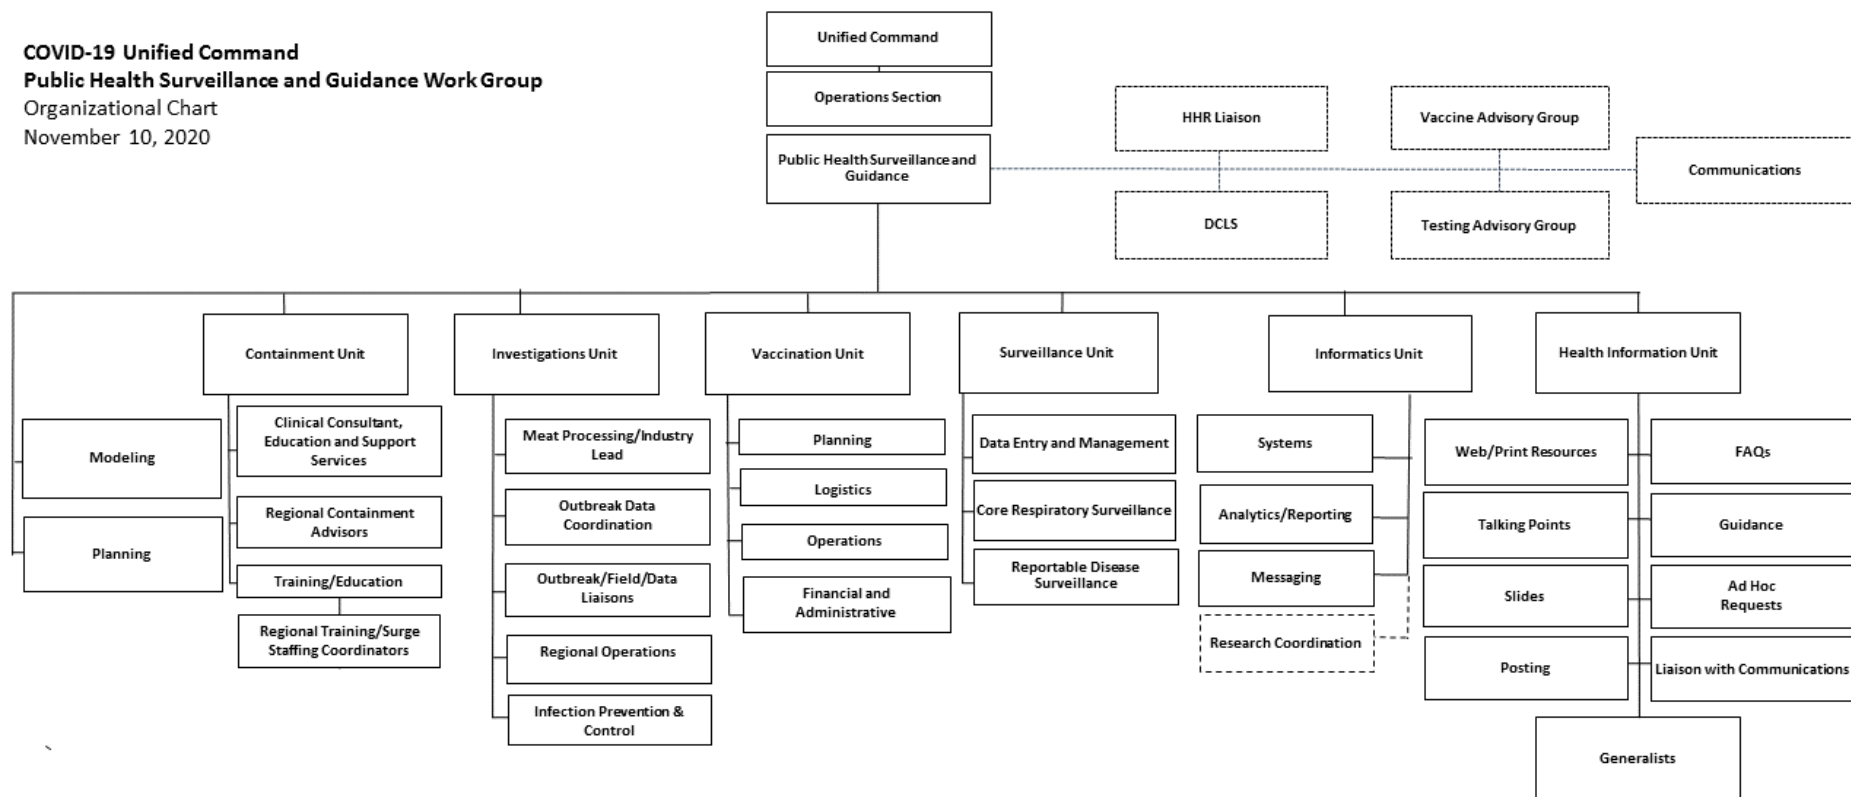 COVID-19 Unified Command
Public Health Surveillance and Guidance Work Group
Organizational Chart
November 10, 2020
Unified Command
Operations Section
Public Health Surveillance and
Guidance
HHR Liaison
Vaccine Advisory Group
Communications
DCLS
Testing Advisory Group
Containment Unit
Investigations Unit
Vaccination Unit
Surveillance Unit
Informatics Unit
Health Information Unit
Modeling
Planning
Clinical Consultant,
Education and Support
Services
Regional Containment
Advisors
Training/Education
Regional Training/Surge
Staffing Coordinators
Meat Processing/Industry
Lead
Outbreak Data
Coordination
Outbreak/Field/Data
Liaisons
Regional Operations
Infection Prevention &
Control
Planning
Logistics
Operations
Financial and
Administrative
Data Entry and Management
Core Respiratory Surveillance
Reportable Disease
Surveillance
Systems
Analytics/Reporting
Messaging
Research Coordination
Web/Print Resources
Talking Points
Slides
Posting
FAQs
Guidance
Ad Hoc
Requests
Liaison with Communications
Generalists